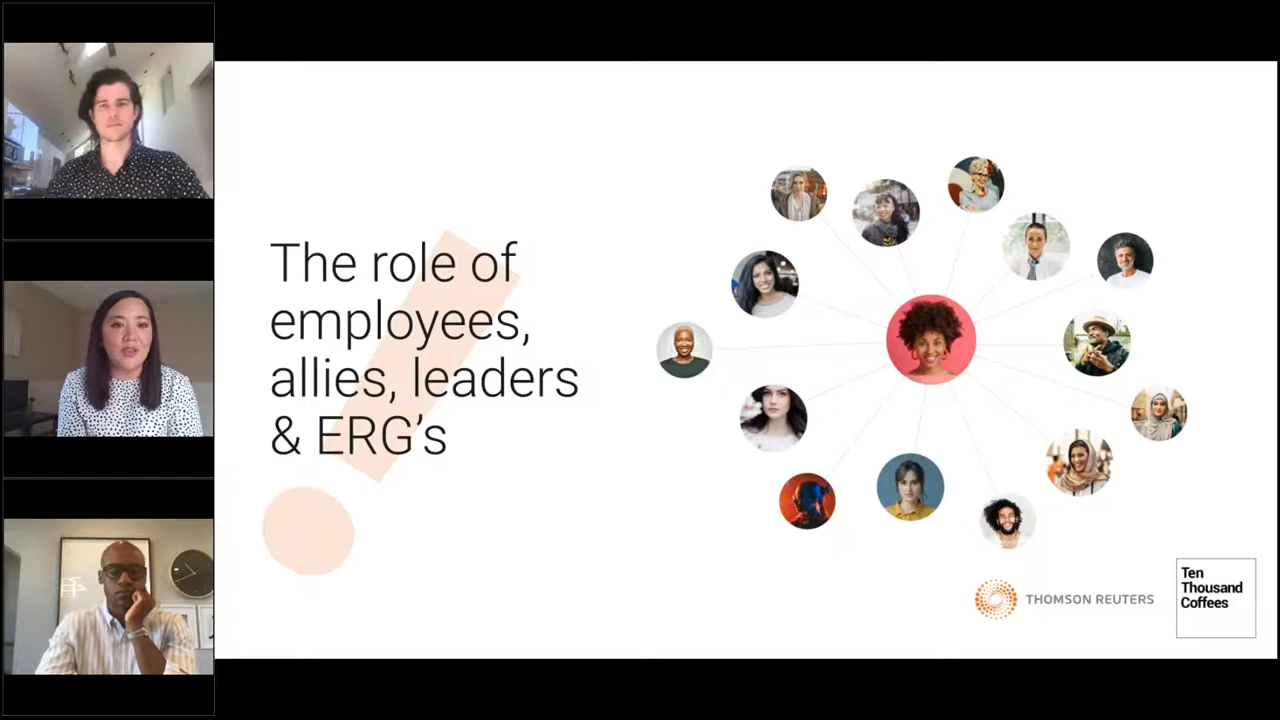 The role of
employees,
allies, leaders
& ERG’s
THOMSON REUTERS
Ten
Thousand
Coffees